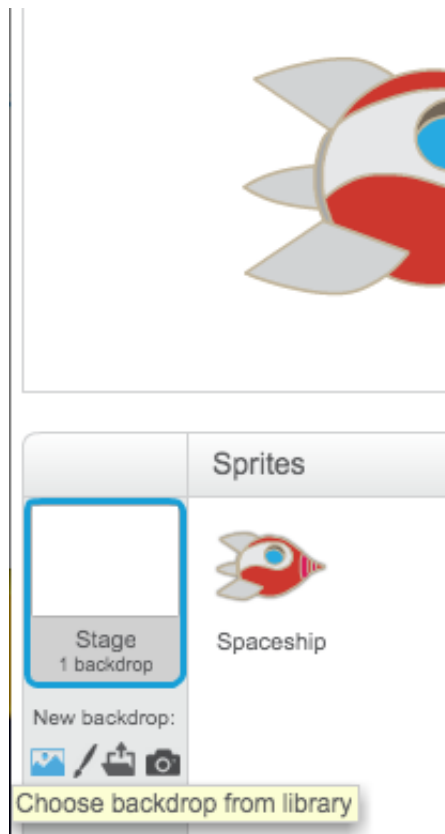 Sprites
Stage
1 backdrop
Spaceship
New backdrop:
Choose backdrop from library